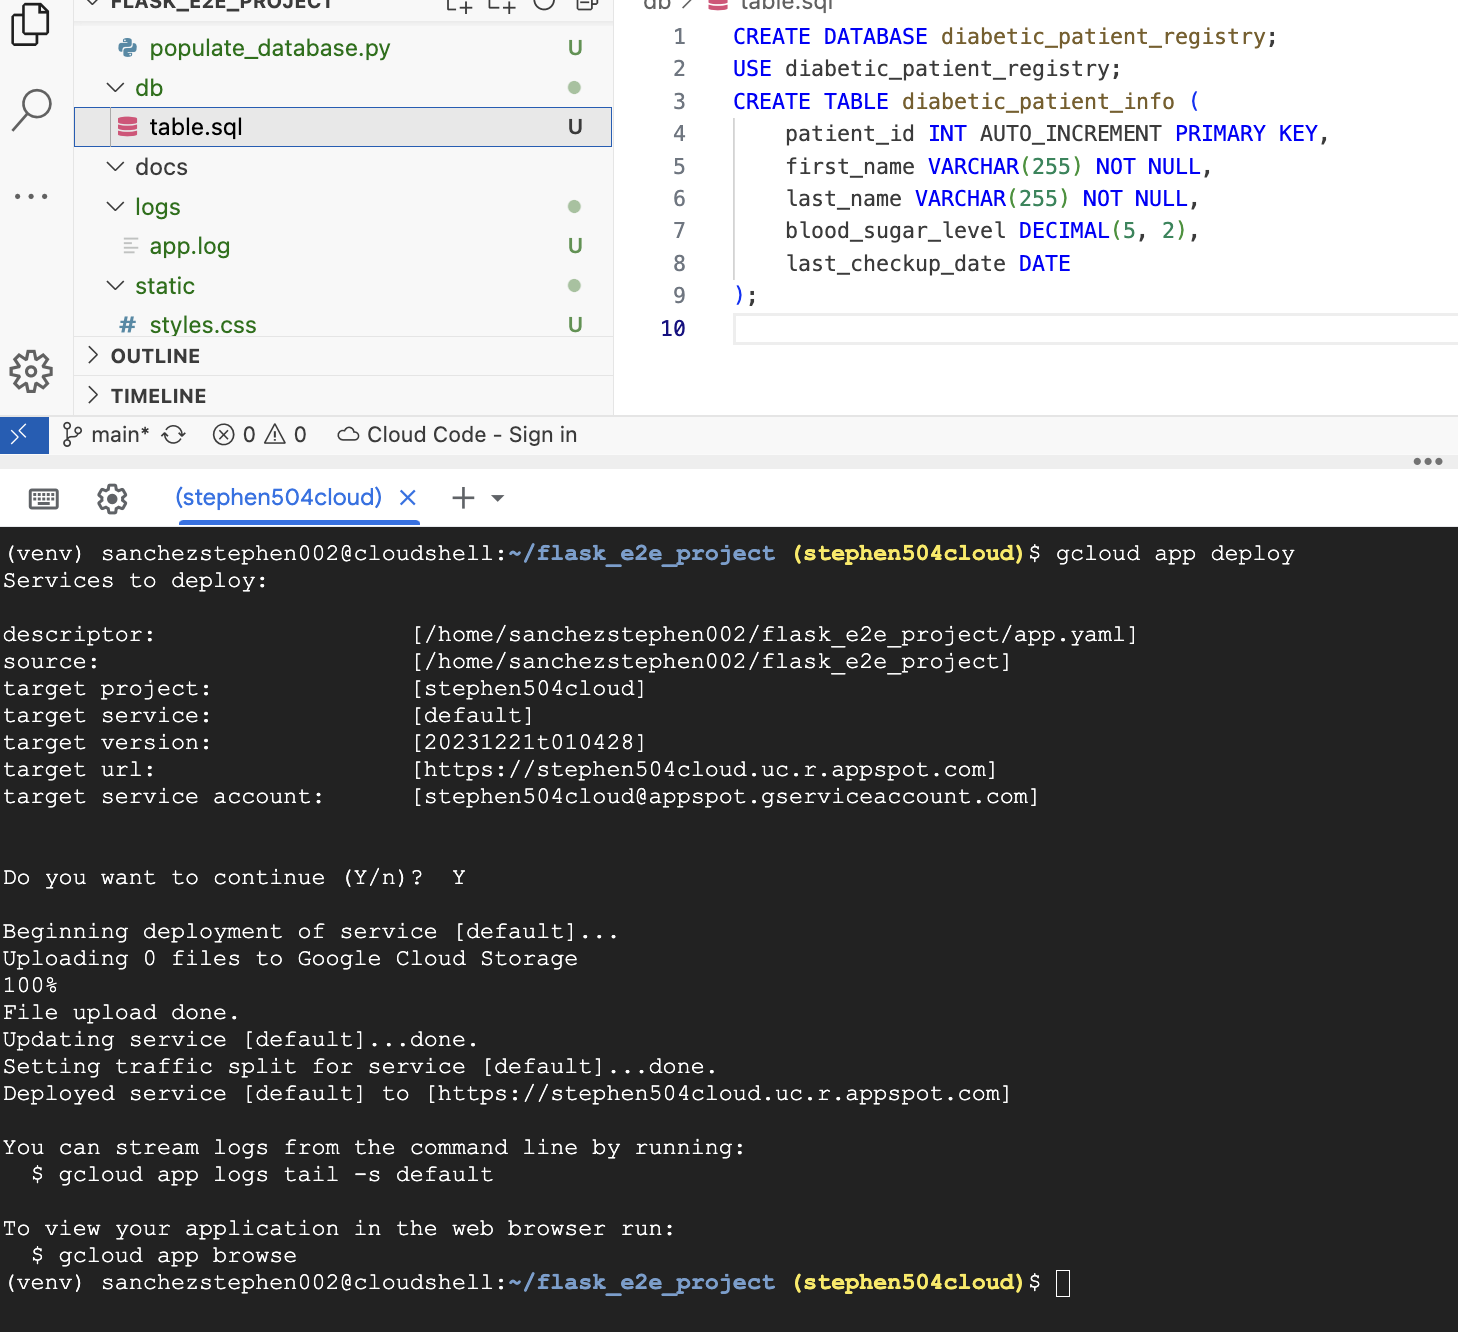 FLASK_E2E_PROJECT
populate_database.py U
db
table.sql U
docs
logs
app.log U
static
# styles.css U
OUTLINE
TIMELINE
db > table.sql
1 CREATE DATABASE diabetic_patient_registry;
2 USE diabetic_patient_registry;
3 CREATE TABLE diabetic_patient_info (
4 patient_id INT AUTO_INCREMENT PRIMARY KEY,
5 first_name VARCHAR(255) NOT NULL,
6 last_name VARCHAR(255) NOT NULL,
7 blood_sugar_level DECIMAL(5, 2),
8 last_checkup_date DATE
9 );
10
main* 0 0 Cloud Code - Sign in
(stephen504cloud)
(venv) sanchezstephen002@cloudshell:~/flask_e2e_project (stephen504cloud)$ gcloud app deploy
Services to deploy:
descriptor: [/home/sanchezstephen002/flask_e2e_project/app.yaml]
source: [/home/sanchezstephen002/flask_e2e_project]
target project: [stephen504cloud]
target service: [default]
target version: [20231221t010428]
target url: [https://stephen504cloud.uc.r.appspot.com]
target service account: [stephen504cloud@appspot.gserviceaccount.com]
Do you want to continue (Y/n)? Y
Beginning deployment of service [default]...
Uploading 0 files to Google Cloud Storage
100%
File upload done.
Updating service [default]...done.
Setting traffic split for service [default]...done.
Deployed service [default] to [https://stephen504cloud.uc.r.appspot.com]
You can stream logs from the command line by running:
$ gcloud app logs tail -s default
To view your application in the web browser run:
$ gcloud app browse
(venv) sanchezstephen002@cloudshell:~/flask_e2e_project (stephen504cloud)$